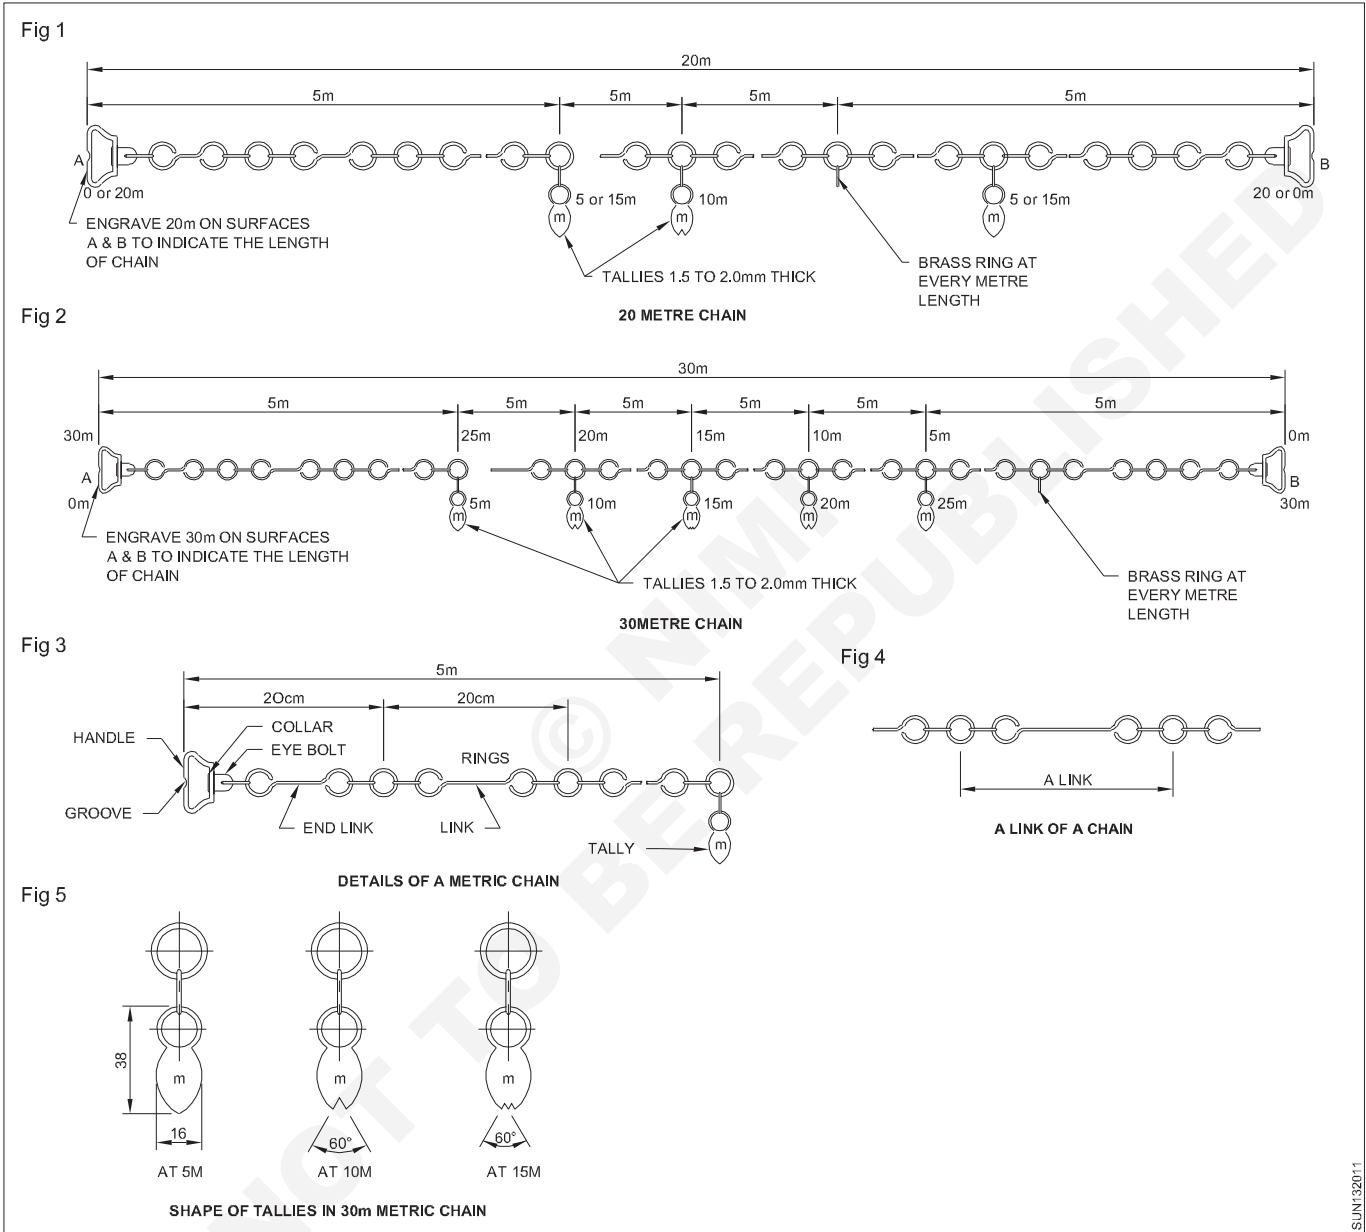 Fig 1
20m
5m 5m 5m 5m
A B
0 or 20m 5 or 15m 10m 5 or 15m 20 or 0m
m m m
ENGRAVE 20m ON SURFACES
A & B TO INDICATE THE LENGTH
OF CHAIN
TALLIES 1.5 TO 2.0mm THICK
BRASS RING AT
EVERY METRE
LENGTH
20 METRE CHAIN
Fig 2
30m
5m 5m 5m 5m 5m 5m
30m 25m 20m 15m 10m 5m 0m
A B
0m 5m 10m 15m 20m 25m 30m
m m m m m
ENGRAVE 30m ON SURFACES
A & B TO INDICATE THE LENGTH
OF CHAIN
TALLIES 1.5 TO 2.0mm THICK
BRASS RING AT
EVERY METRE
LENGTH
30METRE CHAIN
Fig 3
5m
2Ocm 20cm
HANDLE
COLLAR
EYE BOLT
RINGS
GROOVE
END LINK
LINK
TALLY
m
DETAILS OF A METRIC CHAIN
Fig 4
A LINK
A LINK OF A CHAIN
Fig 5
38
m m m
16 60° 60°
AT 5M AT 10M AT 15M
SHAPE OF TALLIES IN 30m METRIC CHAIN
SUN132011
© NIMI
NOT TO BE REPUBLISHED